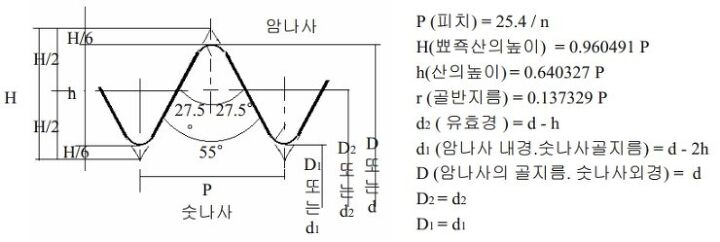 암나사
H/6
H/2
H
h
27.5° 27.5°
H/2
55°
H/6
P
숫나사
D₁ 또는 d₁
D₂ 또는 d₂
D 또는 d
P (피치) = 25.4 / n
H(뾰죡산의높이) = 0.960491 P
h(산의높이) = 0.640327 P
r (골반지름) = 0.137329 P
d₂ ( 유효경 ) = d - h
d₁ (암나사 내경.숫나사골지름) = d - 2h
D (암나사의 골지름. 숫나사외경) = d
D₂ = d₂
D₁ = d₁